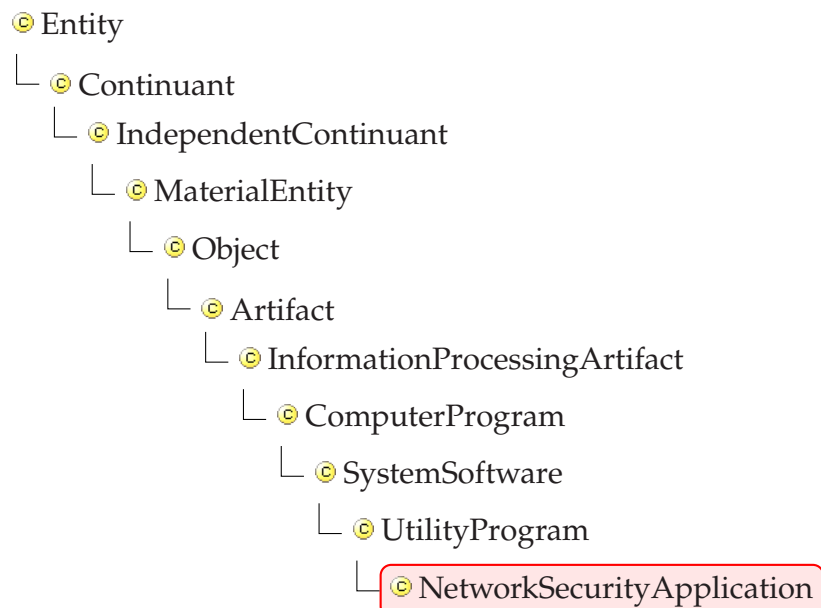 Entity
Continuant
IndependentContinuant
MaterialEntity
Object
Artifact
InformationProcessingArtifact
ComputerProgram
SystemSoftware
UtilityProgram
NetworkSecurityApplication